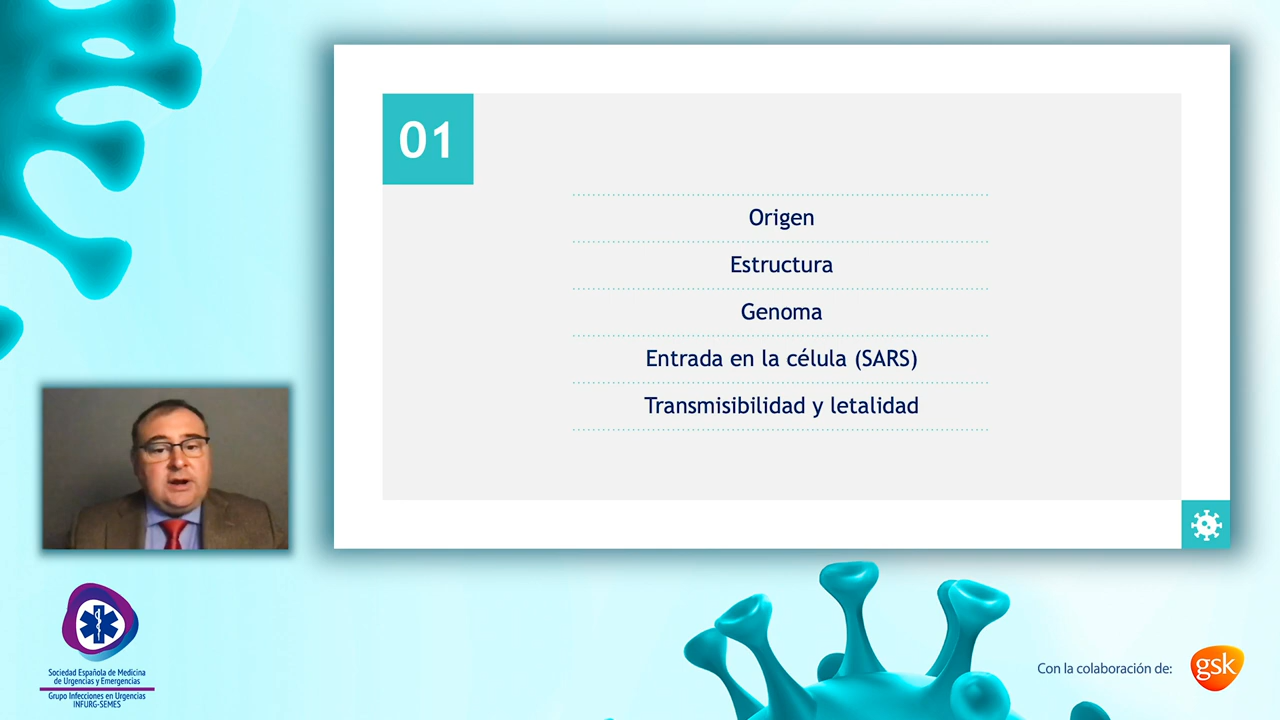 01
Origen
Estructura
Genoma
Entrada en la célula (SARS)
Transmisibilidad y letalidad
Sociedad Española de Medicina
de Urgencias y Emergencias
Grupo Infecciones en Urgencias
INFURG-SEMES
Con la colaboración de:
gsk